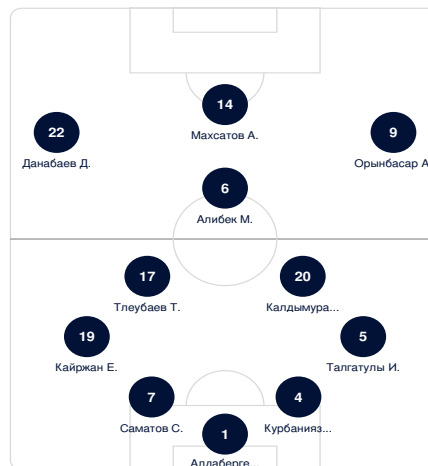 14
Махсатов А.
22
Данабаев Д.
9
Орынбасар А
6
Алибек М.
17
Тлеубаев Т.
20
Калдымура...
19
Кайржан Е.
5
Талгатулы И.
7
Саматов С.
4
Курбанияз...
1
Алдаберге...